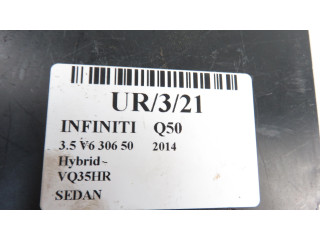 UR/3/21
INFINITI Q50
3.5 V6 306 50 2014
Hybrid ~
VQ35HR
SEDAN